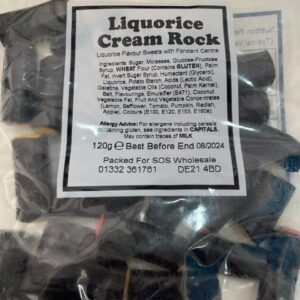 Liquorice
Cream Rock
Liquorice Flavour Sweets with Fondant Centre
Ingredients: Sugar, Molasses, Glucose-Fructose
Syrup, WHEAT Flour (Contains GLUTEN), Palm
Fat, Invert Sugar Syrup, Humectant (Glycerol),
Liquorice, Potato Starch, Acids (Lactic Acid),
Gelatine, Vegetable Oils (Coconut, Palm Kernel),
Salt, Flavourings, Emulsifier (E471), Coconut
Vegetable Fat, Fruit And Vegetable Concentrates
(Lemon, Safflower, Tomato, Pumpkin, Radish,
Apple), Colours (E100, E120, E153, E160a).
Allergy Advice: For allergens including cereals
containing gluten, see ingredients in CAPITALS.
May contain traces of MILK
120g e Best Before End 08/2024
Packed For SOS Wholesale
01332 361761 DE21 4BD